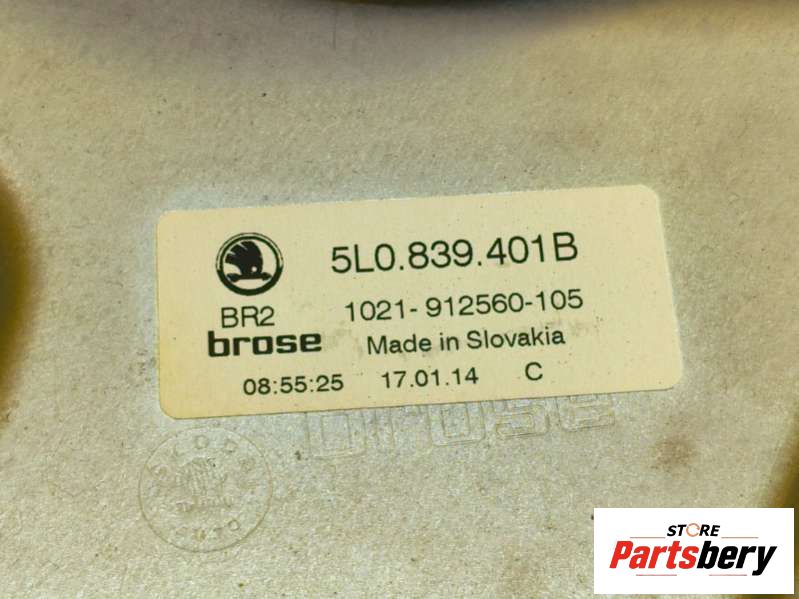 5L0.839.401B
BR2
1021-912560-105
brose
Made in Slovakia
08:55:25 17.01.14 C
brose
STORE
Partsbery